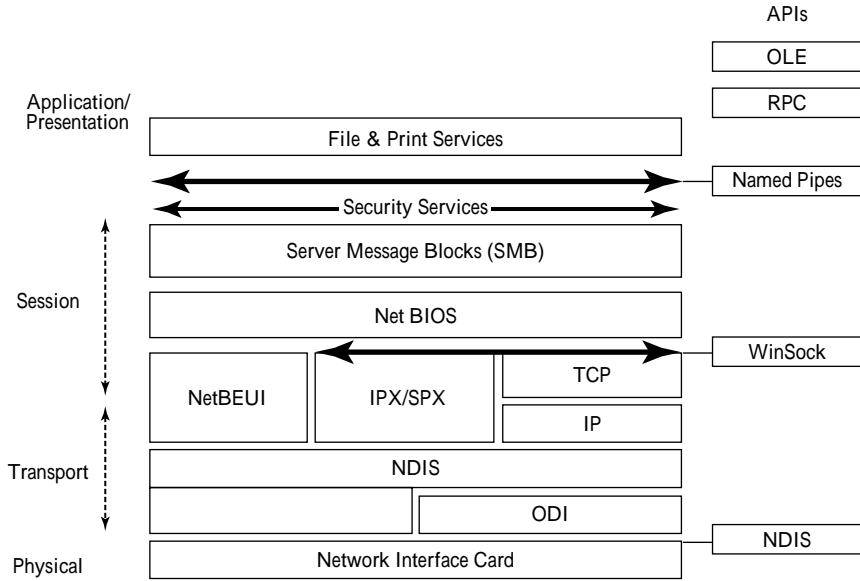 APIs
OLE
Application/
Presentation
RPC
File & Print Services
Named Pipes
Security Services
Server Message Blocks (SMB)
Session
Net BIOS
WinSock
NetBEUI
IPX/SPX
TCP
IP
Transport
NDIS
ODI
NDIS
Physical
Network Interface Card